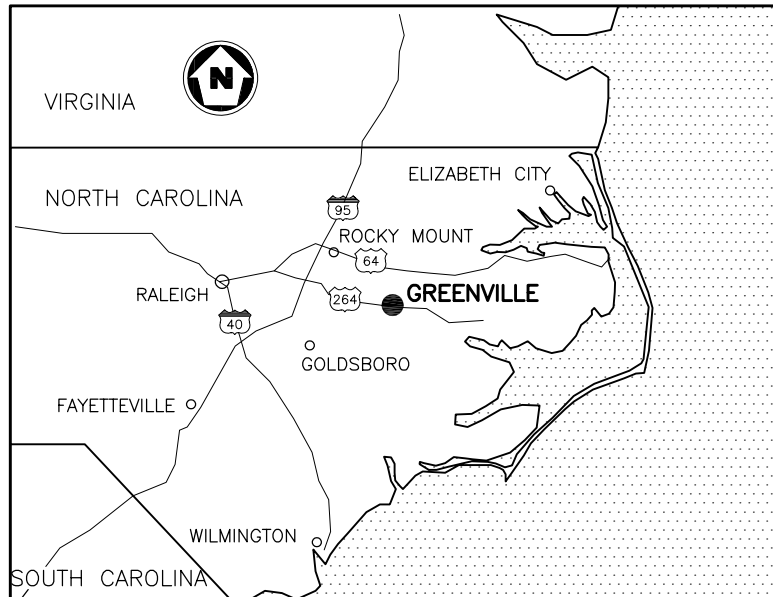 N
VIRGINIA
ELIZABETH CITY
NORTH CAROLINA
95
ROCKY MOUNT
64
RALEIGH
264
GREENVILLE
40
GOLDSBORO
FAYETTEVILLE
WILMINGTON
SOUTH CAROLINA